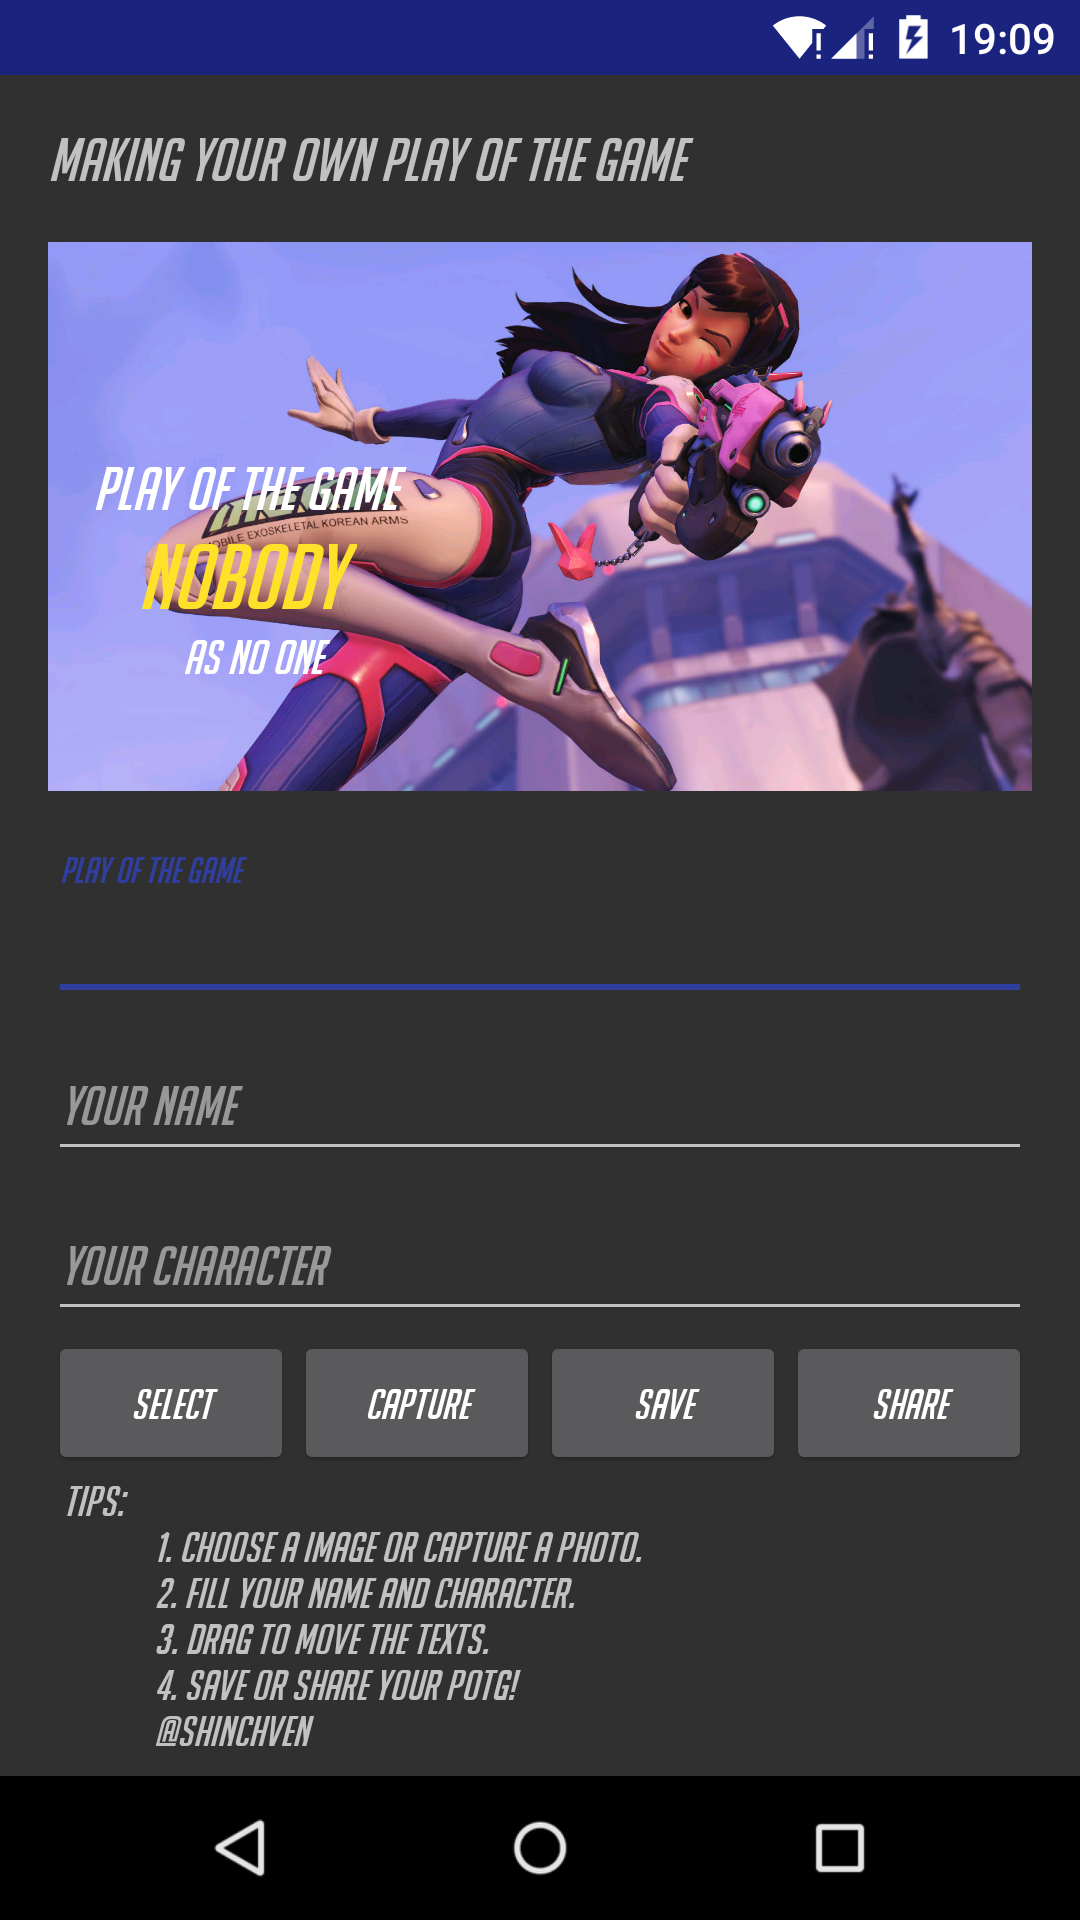 19:09
MAKING YOUR OWN PLAY OF THE GAME
PLAY OF THE GAME
MOBILE EXOSKELETAL KOREAN ARMS
NOBODY
AS NO ONE
PLAY OF THE GAME
YOUR NAME
YOUR CHARACTER
SELECT CAPTURE SAVE SHARE
TIPS:
1. CHOOSE A IMAGE OR CAPTURE A PHOTO.
2. FILL YOUR NAME AND CHARACTER.
3. DRAG TO MOVE THE TEXTS.
4. SAVE OR SHARE YOUR POTG!
@SHINCHVEN